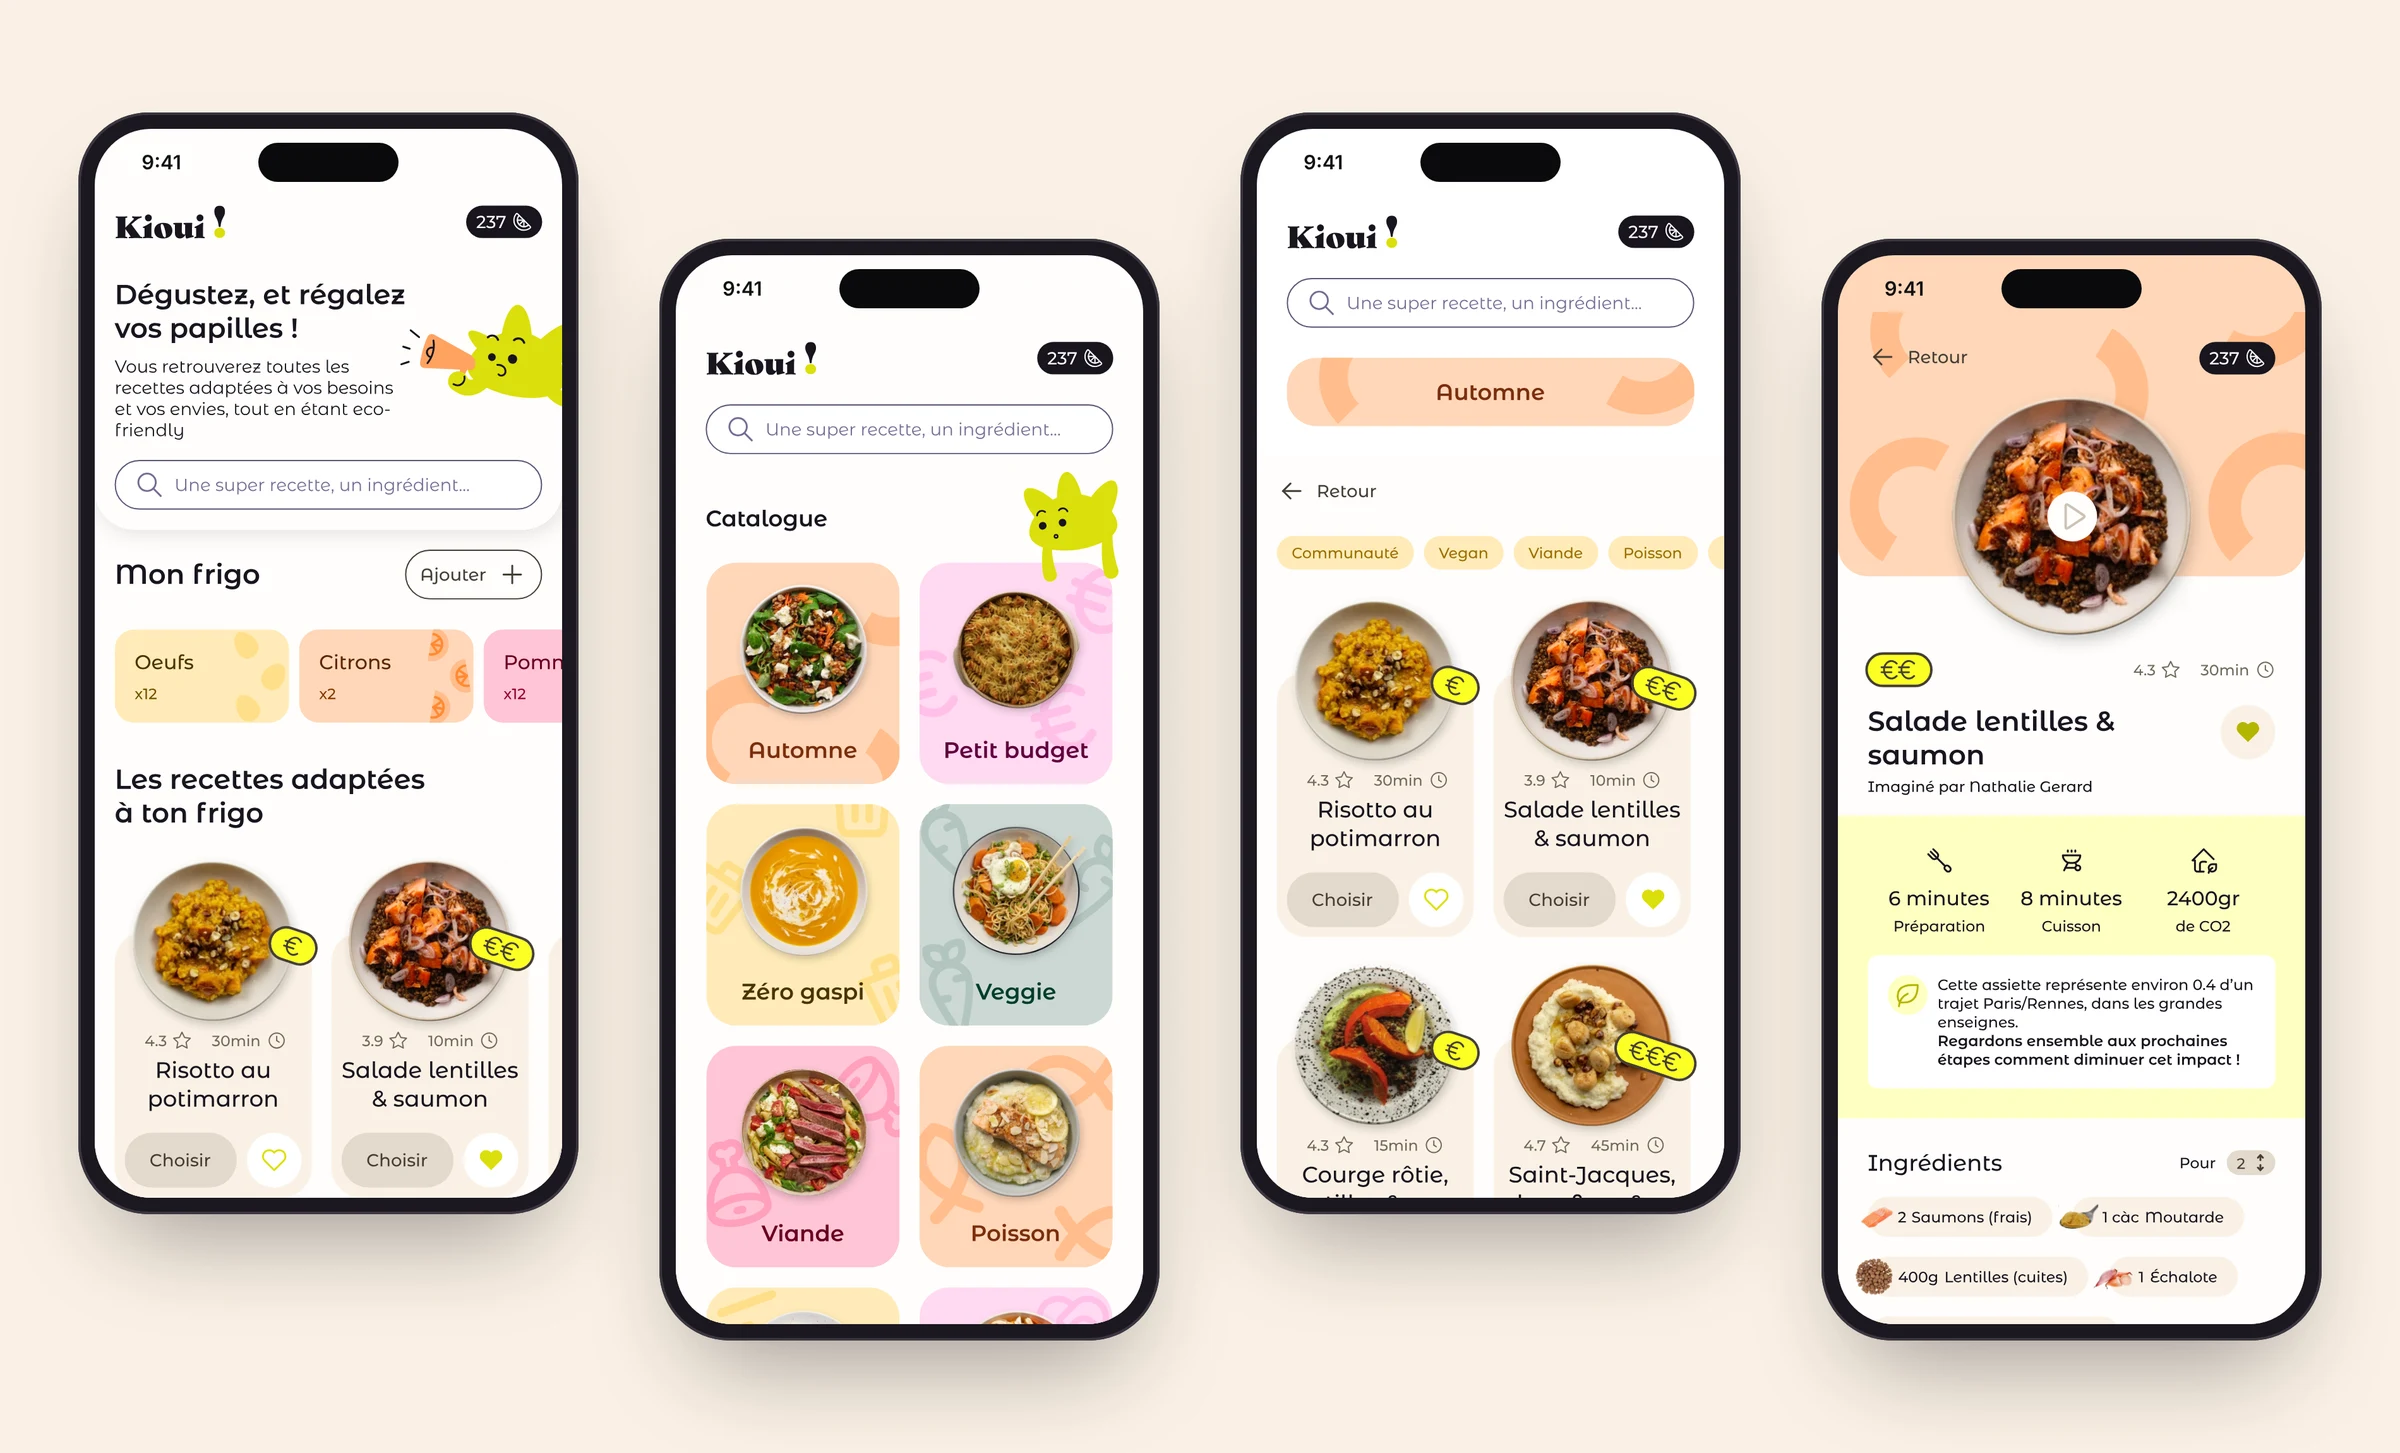 9:41
Kioui !
237
Dégustez, et régalez
vos papilles !
Vous retrouverez toutes les
recettes adaptées à vos besoins
et vos envies, tout en étant eco-
friendly
Une super recette, un ingrédient...
Mon frigo
Ajouter
Oeufs
x12
Citrons
x2
Pomm
x12
Les recettes adaptées
à ton frigo
€
€€
4.3 30min
3.9 10min
Risotto au
potimarron
Salade lentilles
& saumon
Choisir
Choisir
9:41
Kioui !
237
Une super recette, un ingrédient...
Catalogue
Automne
Petit budget
Zéro gaspi
Veggie
Viande
Poisson
9:41
Kioui !
237
Une super recette, un ingrédient...
Automne
Retour
Communauté
Vegan
Viande
Poisson
€
€€
4.3 30min
3.9 10min
Risotto au
potimarron
Salade lentilles
& saumon
Choisir
Choisir
€
€€€
4.3 15min
4.7 45min
Courge rôtie,
Saint-Jacques,
9:41
Retour
237
€€
4.3 30min
Salade lentilles &
saumon
Imaginé par Nathalie Gerard
6 minutes
Préparation
8 minutes
Cuisson
2400gr
de CO2
Cette assiette représente environ 0.4 d'un
trajet Paris/Rennes, dans les grandes
enseignes.
Regardons ensemble aux prochaines
étapes comment diminuer cet impact !
Ingrédients
Pour 2
2 Saumons (frais)
1 càc Moutarde
400g Lentilles (cuites)
1 Échalote